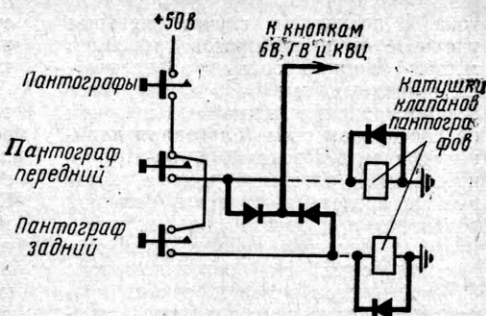 +50в
К кнопкам
БВ, ГВ и КВЦ
Пантографы
Катушки
клапанов
пантогра-
фов
Пантограф
передний
Пантограф
задний